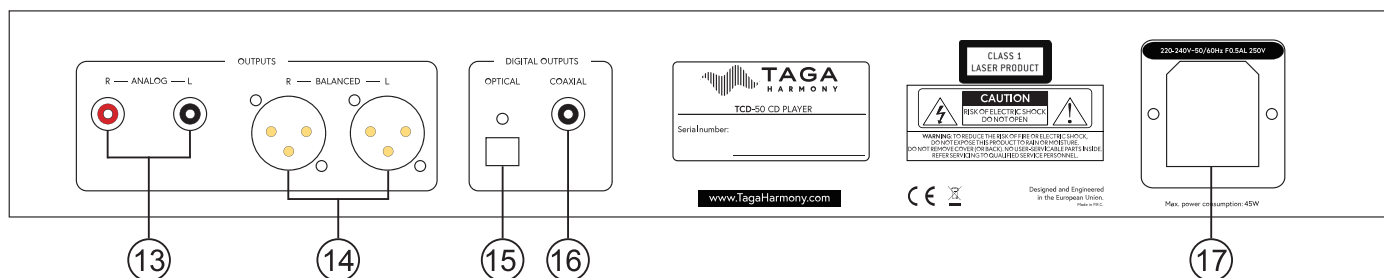 OUTPUTS
R — ANALOG — L
R — BALANCED — L
DIGITAL OUTPUTS
OPTICAL
COAXIAL
TAGA
HARMONY
TCD-50 CD PLAYER
Serial number:
www.TagaHarmony.com
CLASS 1
LASER PRODUCT
CAUTION
RISK OF ELECTRIC SHOCK
DO NOT OPEN
WARNING: TO REDUCE THE RISK OF FIRE OR ELECTRIC SHOCK,
DO NOT EXPOSE THIS PRODUCT TO RAIN OR MOISTURE.
DO NOT REMOVE COVER (OR BACK). NO USER-SERVICABLE PARTS INSIDE.
REFER SERVICING TO QUALIFIED SERVICE PERSONNEL.
CE
Designed and Engineered
in the European Union.
Made in P.R.C.
220-240V~50/60Hz F0.5AL 250V
Max. power consumption: 45W
13
14
15
16
17